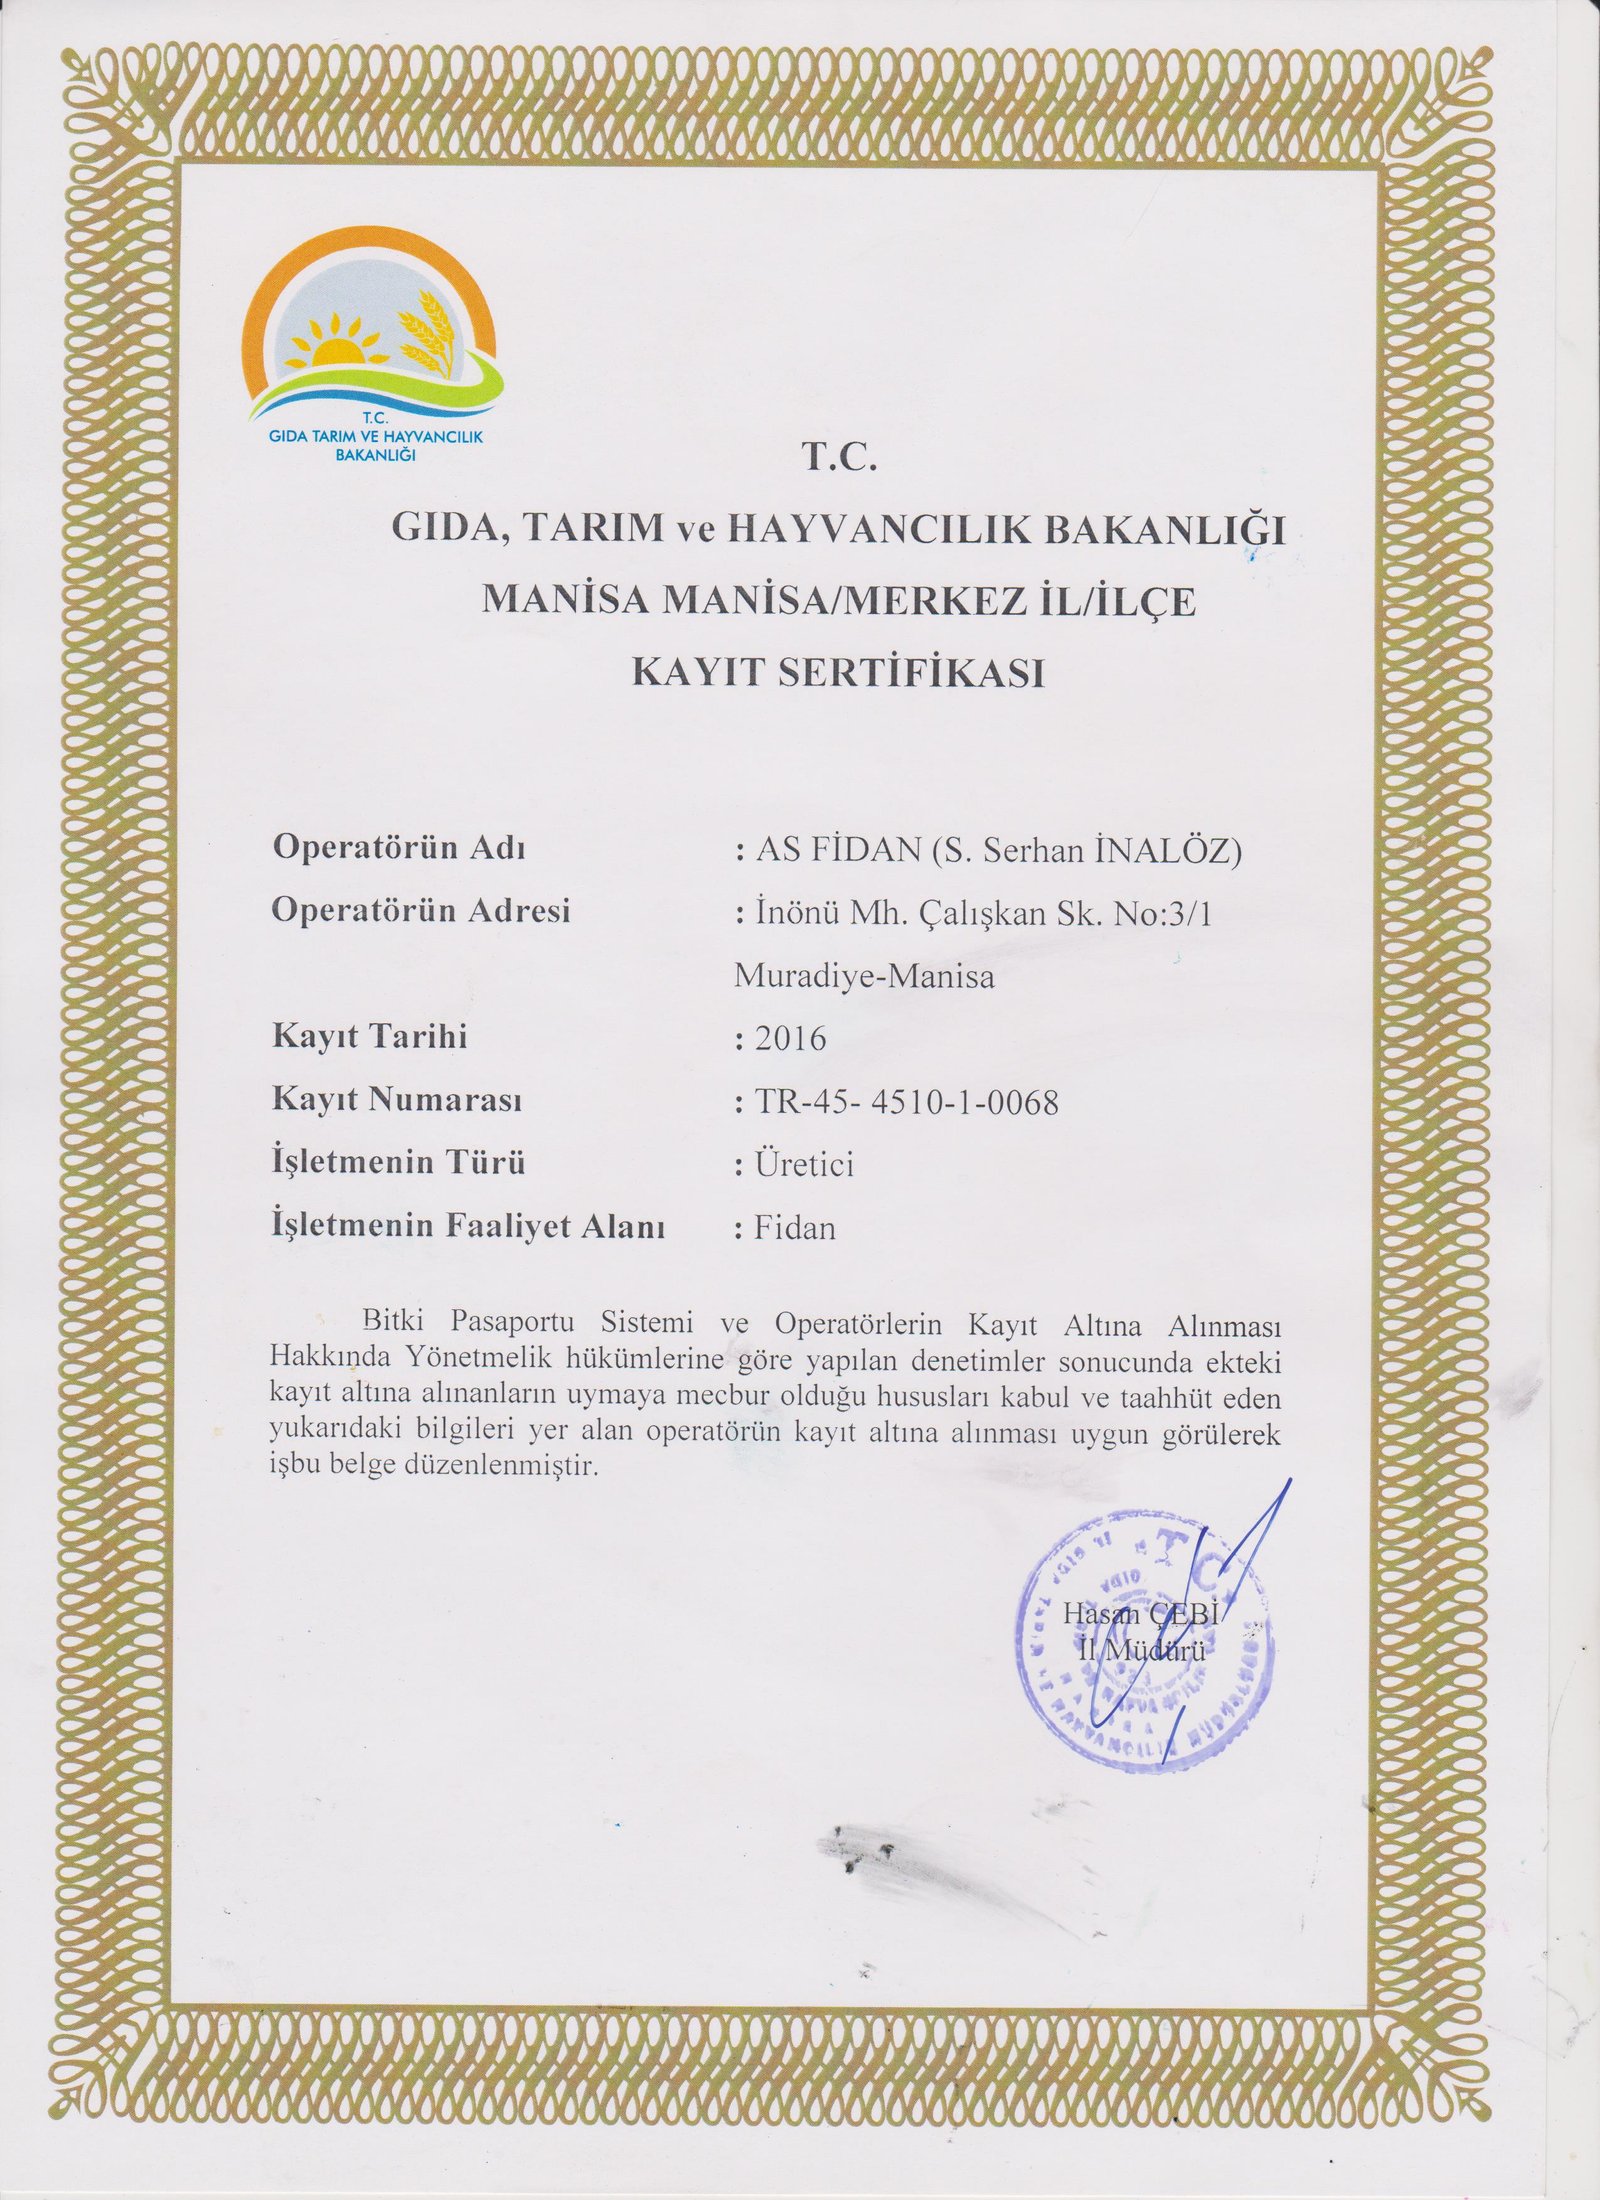 T.C.
GIDA TARIM VE HAYVANCILIK
BAKANLIĞI
T.C.
GIDA, TARIM ve HAYVANCILIK BAKANLIĞI
MANİSA MANİSA/MERKEZ İL/İLÇE
KAYIT SERTİFİKASI
Operatörün Adı : AS FİDAN (S. Serhan İNALÖZ)
Operatörün Adresi : İnönü Mh. Çalışkan Sk. No:3/1
Muradiye-Manisa
Kayıt Tarihi : 2016
Kayıt Numarası : TR-45- 4510-1-0068
İşletmenin Türü : Üretici
İşletmenin Faaliyet Alanı : Fidan
Bitki Pasaportu Sistemi ve Operatörlerin Kayıt Altına Alınması
Hakkında Yönetmelik hükümlerine göre yapılan denetimler sonucunda ekteki
kayıt altına alınanların uymaya mecbur olduğu hususları kabul ve taahhüt eden
yukarıdaki bilgileri yer alan operatörün kayıt altına alınması uygun görülerek
işbu belge düzenlenmiştir.
T.C.
Hasan ÇEBİ
İl Müdürü